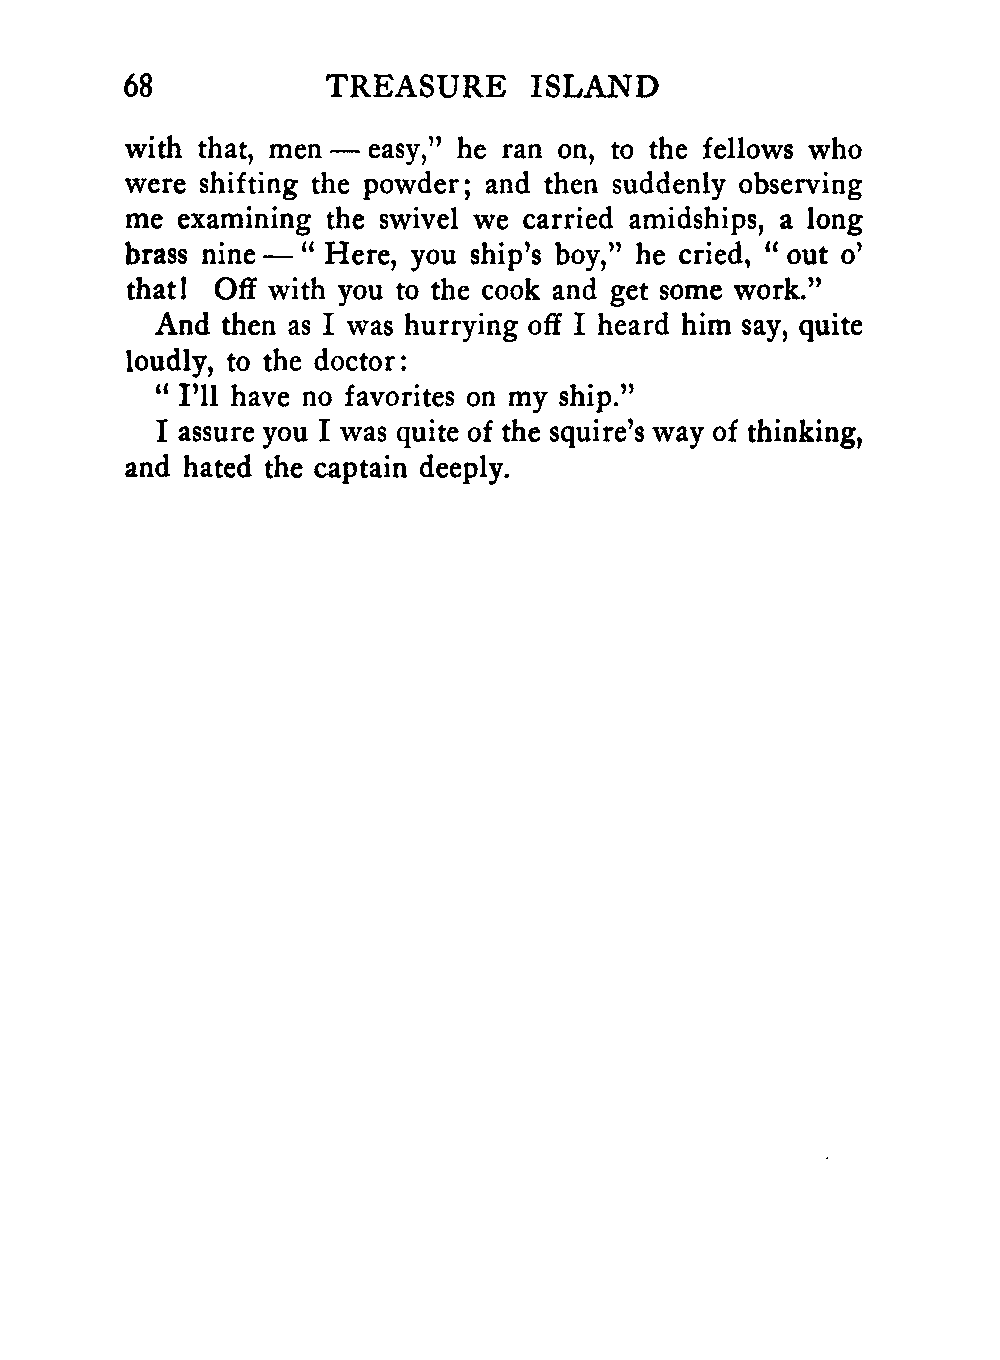 68 TREASURE ISLAND
with that, men — easy,” he ran on, to the fellows who
were shifting the powder; and then suddenly observing
me examining the swivel we carried amidships, a long
brass nine — “ Here, you ship’s boy,” he cried, “ out o’
that! Off with you to the cook and get some work.”
And then as I was hurrying off I heard him say, quite
loudly, to the doctor:
“ I’ll have no favorites on my ship.”
I assure you I was quite of the squire’s way of thinking,
and hated the captain deeply.